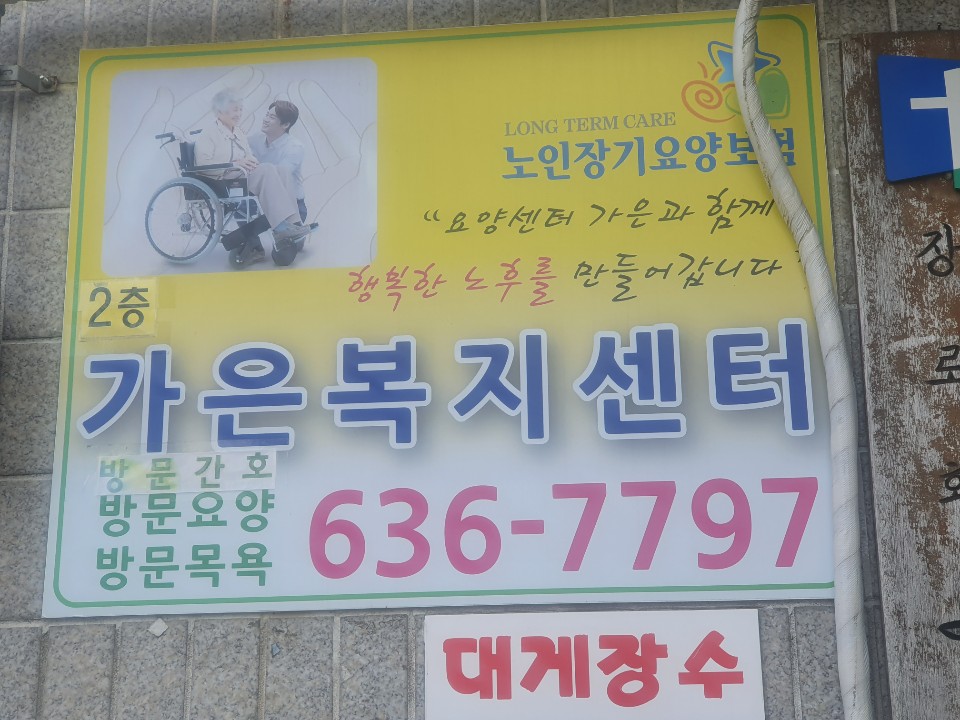 LONG TERM CARE
노인장기요양보험
“요양센터 가은과 함께
행복한 노후를 만들어갑니다
2층
가은복지센터
방문간호
방문요양
방문목욕
636-7797
대게장수
장
로